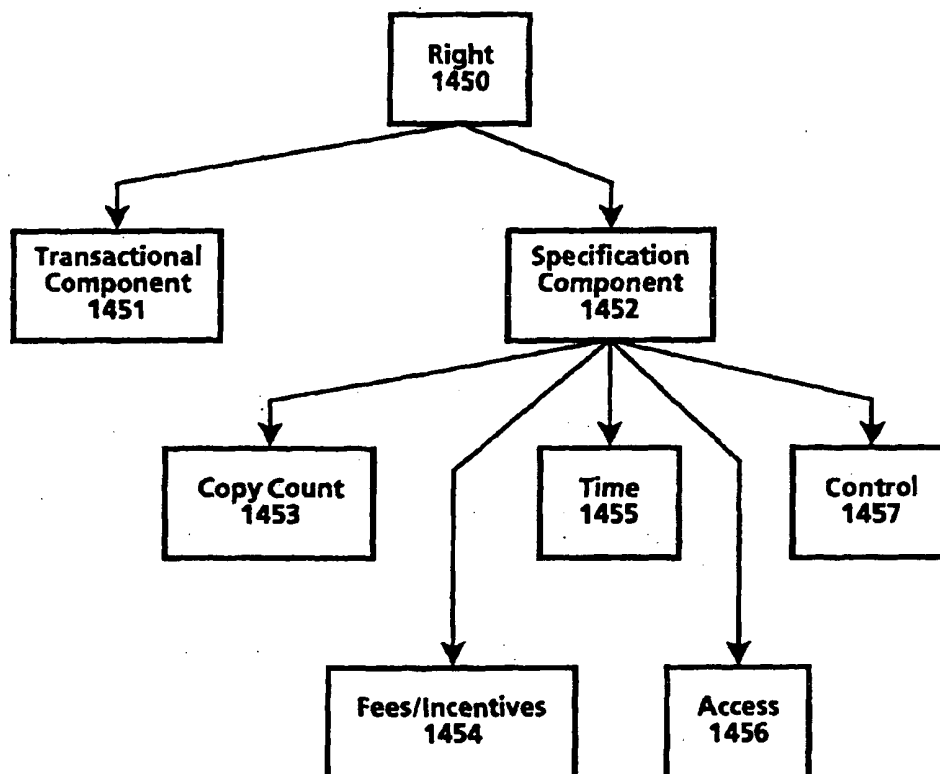 Right
1450
Transactional
Component
1451
Specification
Component
1452
Copy Count
1453
Time
1455
Control
1457
Fees/Incentives
1454
Access
1456